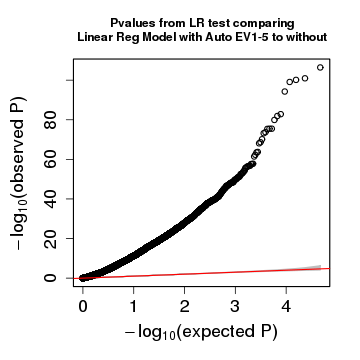 Pvalues from LR test comparing
Linear Reg Model with Auto EV1-5 to without
−log10(observed P)
80
60
40
20
0
0 1 2 3 4
−log10(expected P)